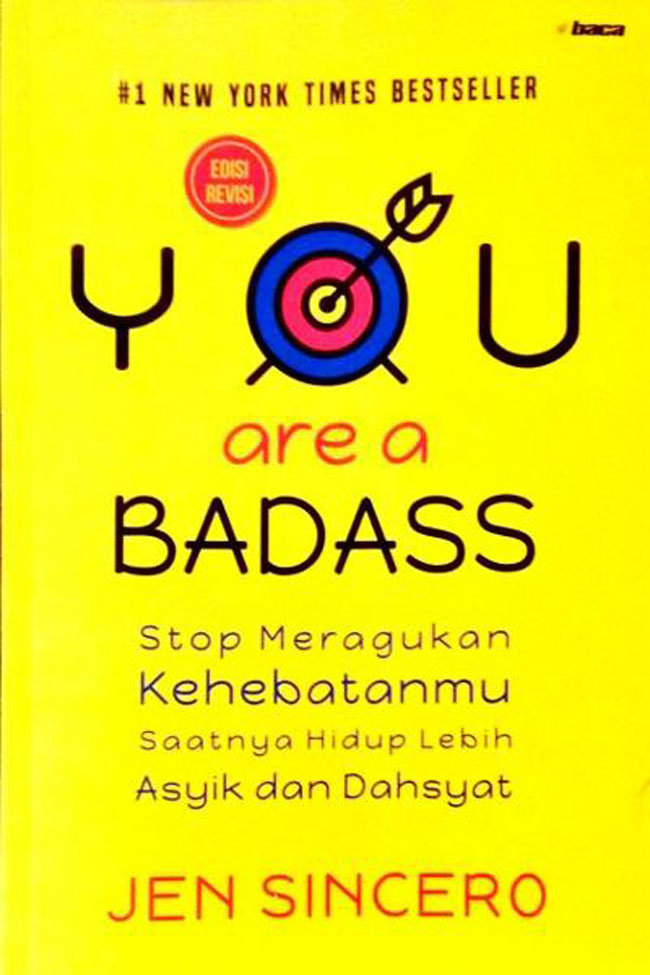 baca
#1 NEW YORK TIMES BESTSELLER
EDISI
REVISI
YOU
are a
BADASS
Stop Meragukan
Kehebatanmu
Saatnya Hidup Lebih
Asyik dan Dahsyat
JEN SINCERO